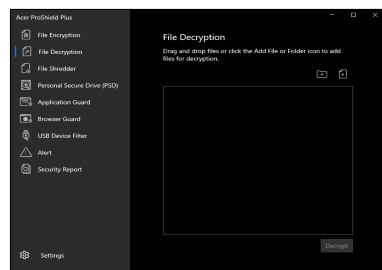 Acer ProShield Plus
File Encryption
File Decryption
File Shredder
Personal Secure Drive (PSD)
Application Guard
Browser Guard
USB Device Filter
Alert
Security Report
Settings
File Decryption
Drag and drop files or click the Add File or Folder icon to add
files for decryption.
Decrypt